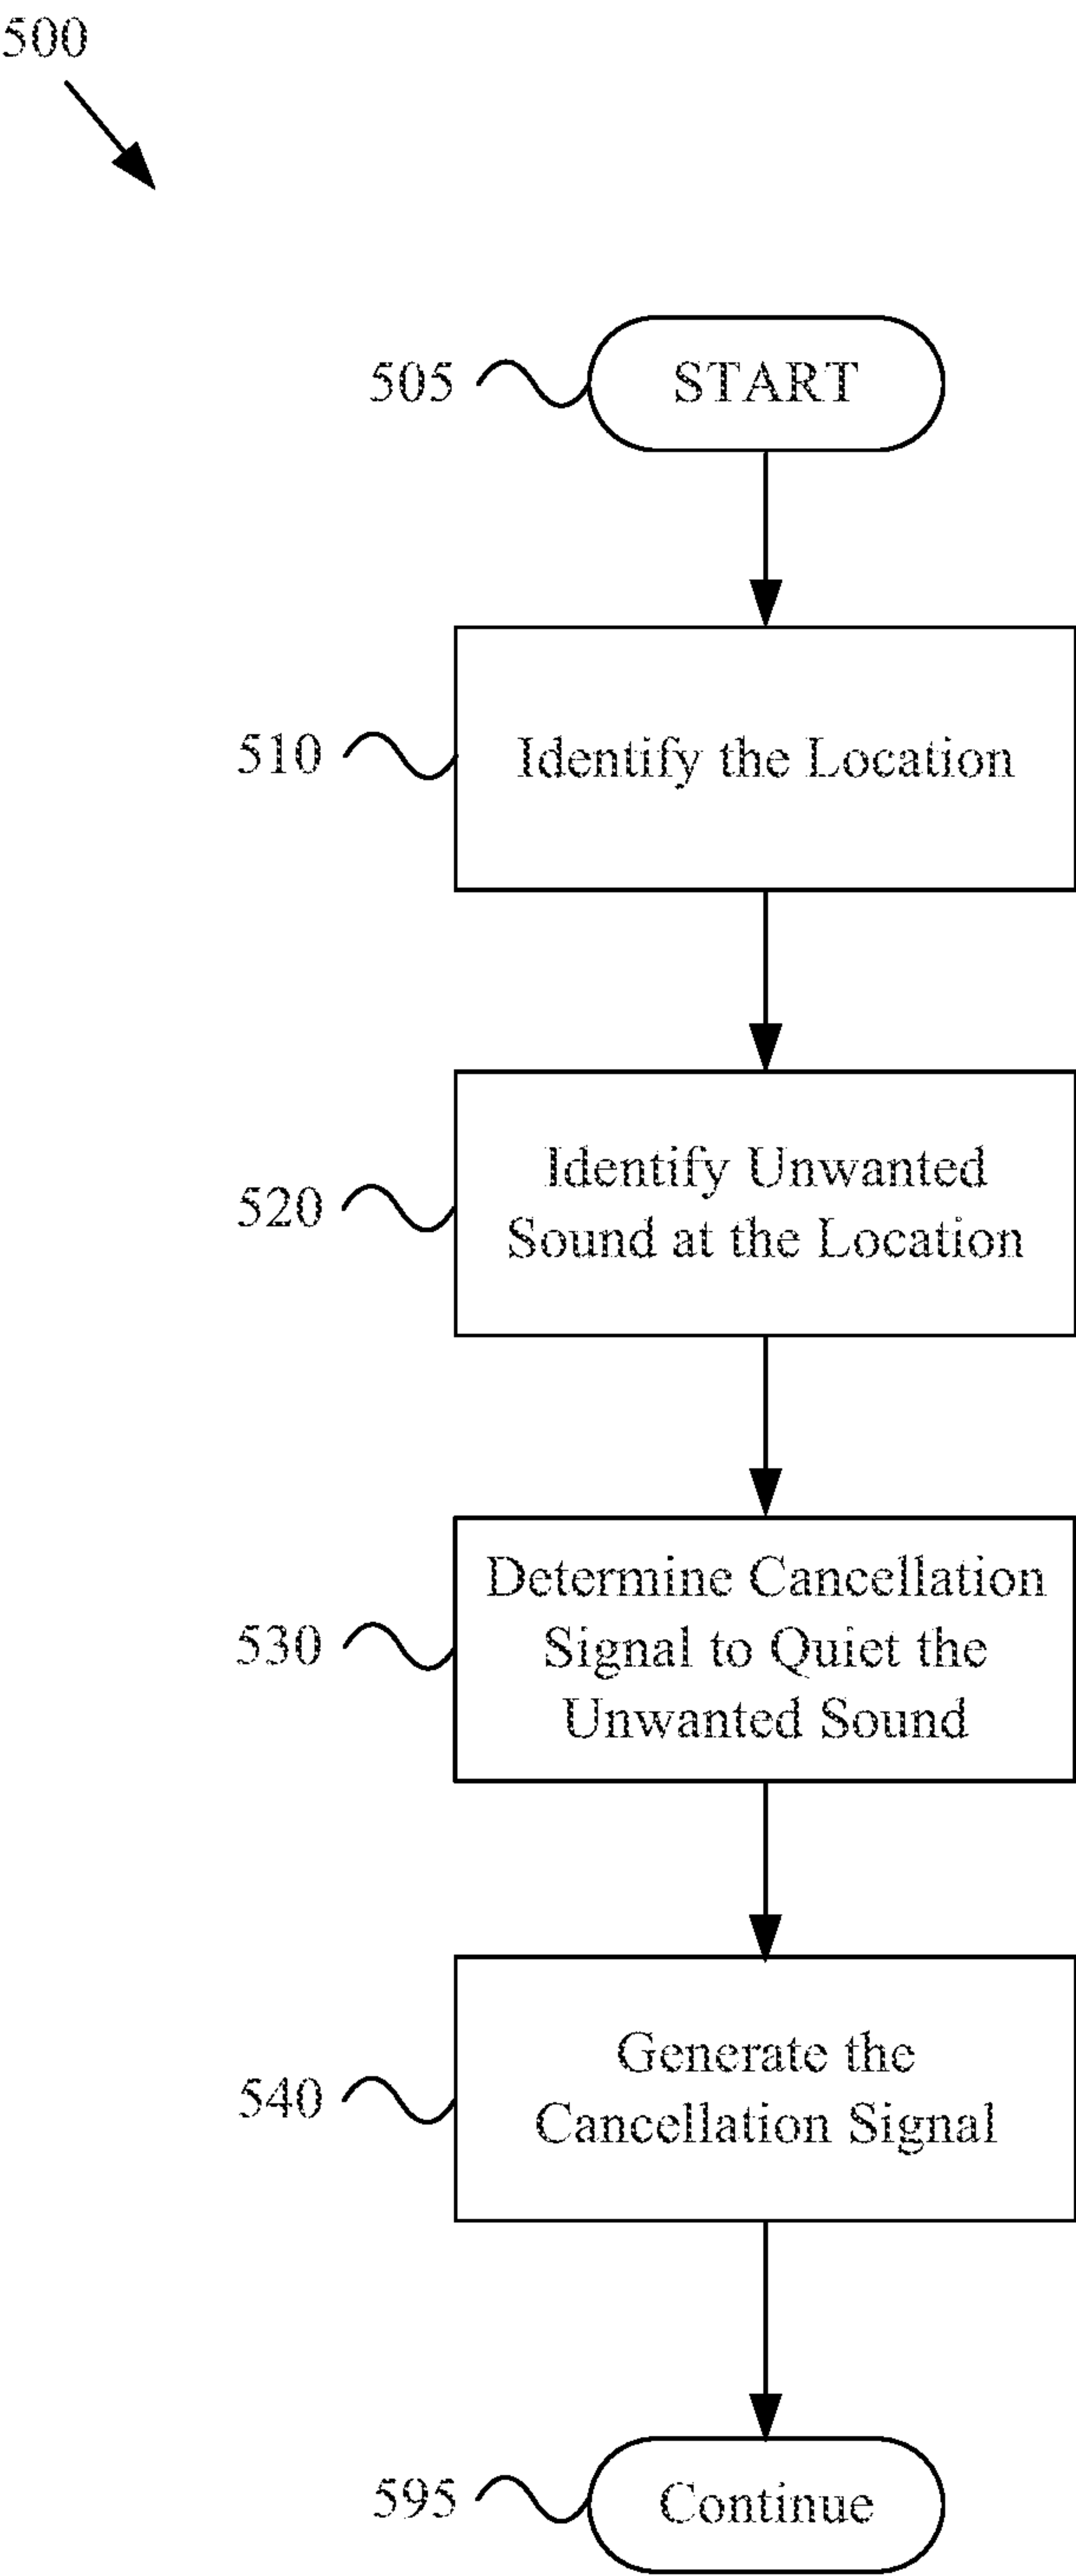 500
505
START
510
Identify the Location
520
Identify Unwanted
Sound at the Location
530
Determine Cancellation
Signal to Quiet the
Unwanted Sound
540
Generate the
Cancellation Signal
595
Continue